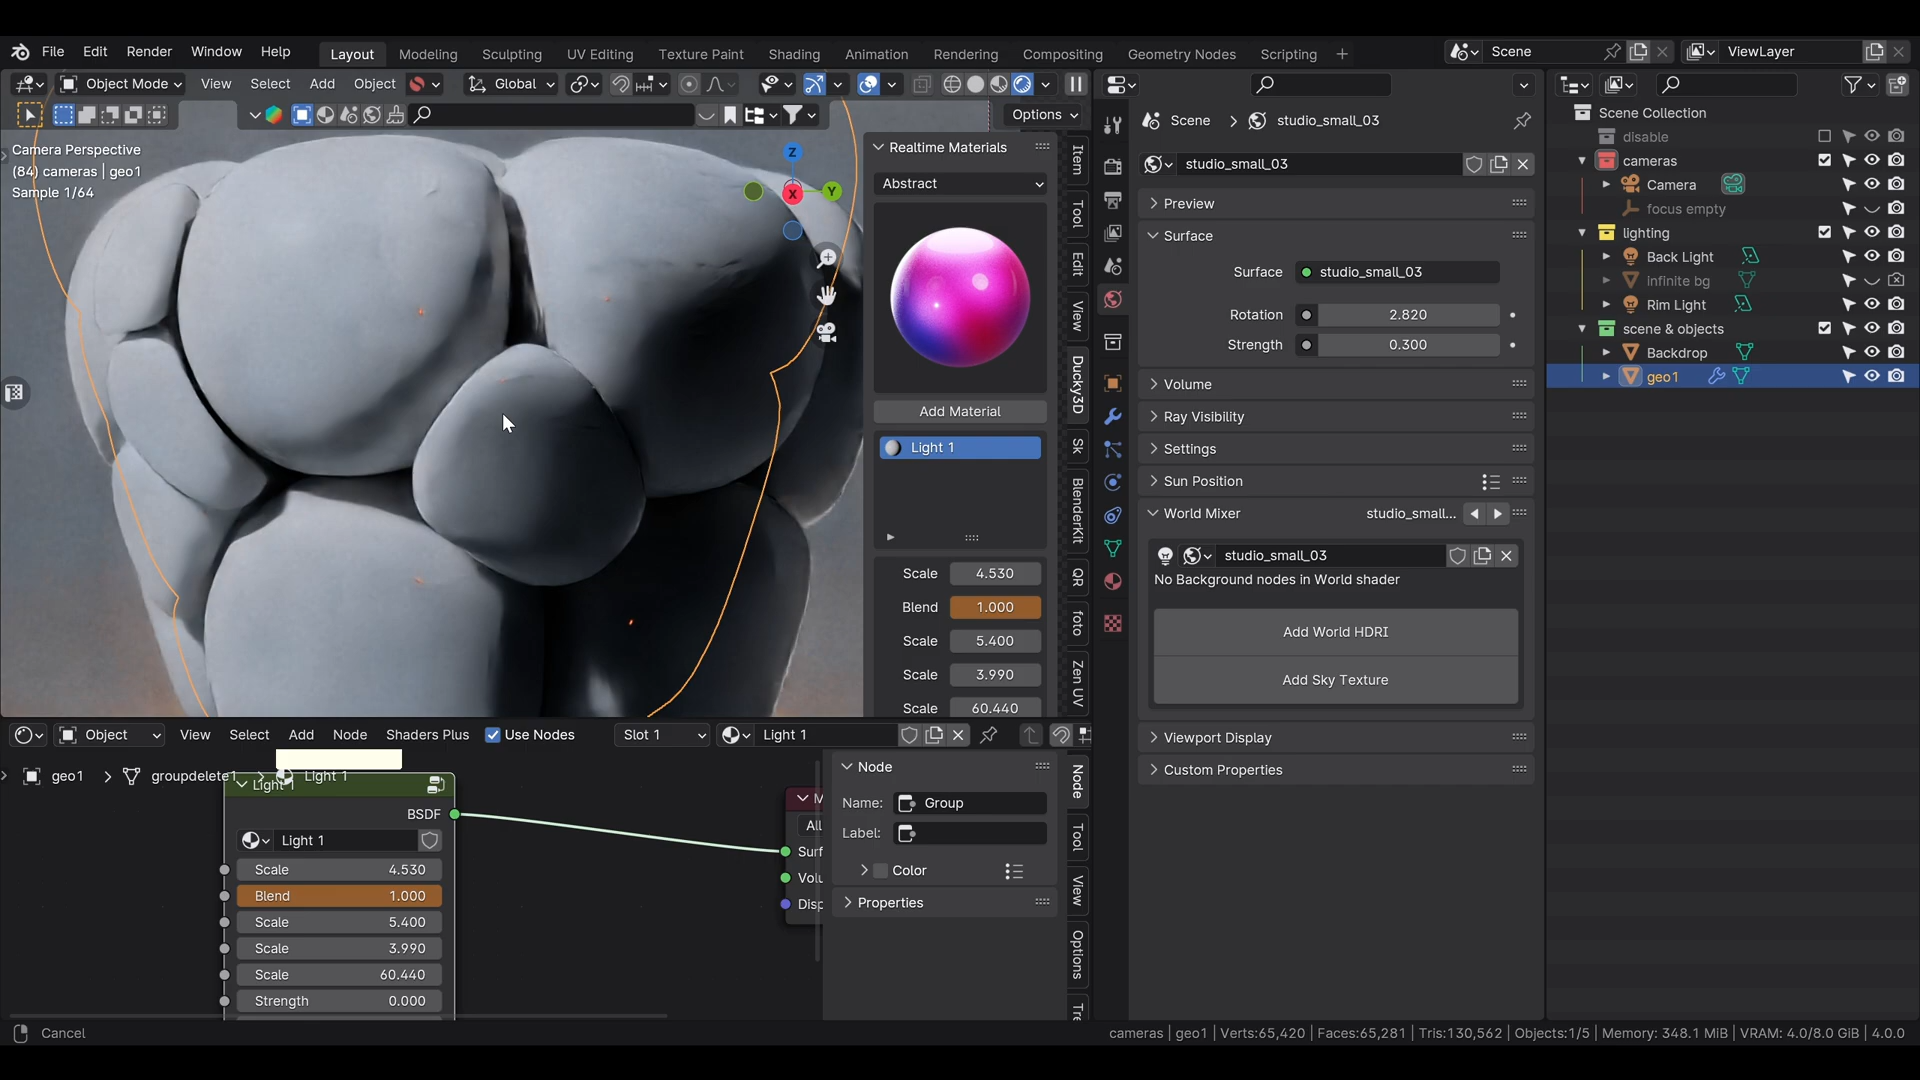 File Edit Render Window Help Layout Modeling Sculpting UV Editing Texture Paint Shading Animation Rendering Compositing Geometry Nodes Scripting + Scene ViewLayer
Object Mode View Select Add Object Global
Options
Camera Perspective
(84) cameras | geo1
Sample 1/64
Z
Y
X
Realtime Materials
Abstract
Add Material
Light 1
Scale 4.530
Blend 1.000
Scale 5.400
Scale 3.990
Scale 60.440
Item
Tool
Edit
View
Ducky3D
Sk
BlenderKit
QR
foto
Zen UV
Scene > studio_small_03
studio_small_03
Preview
Surface
Surface studio_small_03
Rotation 2.820
Strength 0.300
Volume
Ray Visibility
Settings
Sun Position
World Mixer studio_small...
studio_small_03
No Background nodes in World shader
Add World HDRI
Add Sky Texture
Viewport Display
Custom Properties
Scene Collection
disable
cameras
Camera
focus empty
lighting
Back Light
infinite bg
Rim Light
scene & objects
Backdrop
geo1
Object View Select Add Node Shaders Plus Use Nodes Slot 1 Light 1
geo1 > groupdelete1 > Light 1
Light 1
BSDF
Light 1
Scale 4.530
Blend 1.000
Scale 5.400
Scale 3.990
Scale 60.440
Strength 0.000
M
All
Surf
Volu
Disp
Node
Name: Group
Label:
Color
Properties
Node
Tool
View
Options
Tre
Cancel
cameras | geo1 | Verts:65,420 | Faces:65,281 | Tris:130,562 | Objects:1/5 | Memory: 348.1 MiB | VRAM: 4.0/8.0 GiB | 4.0.0